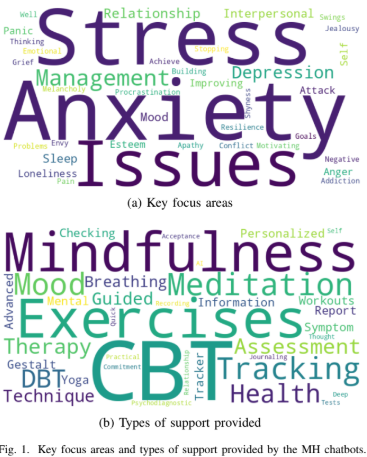 Well Relationship Interpersonal Swings
Stress
Panic Jealousy
Thinking Emotional Stopping Self
Grief Achieve Building Depression
Management Improving
Melancholy Procrastination Attack
Anxiety
Mood Shyness
Resilience Goals
Problems Envy Esteem Apathy Conflict Motivating
Issues
Sleep Negative
Loneliness Anger
Pain Addiction
(a) Key focus areas
Checking Acceptance Personalized Self
Mindfulness
AI
Mood Breathing Meditation
Advanced Mental Guided Recording Information Workouts
Quick Report
Exercises
Symptom
Therapy Practical Thought
CBT
Assessment
Gestalt Commitment Relationship Tracker Journaling
DBT Yoga Tracking
Technique Health Deep
Psychodiagnostic Tests
(b) Types of support provided
Fig. 1. Key focus areas and types of support provided by the MH chatbots.